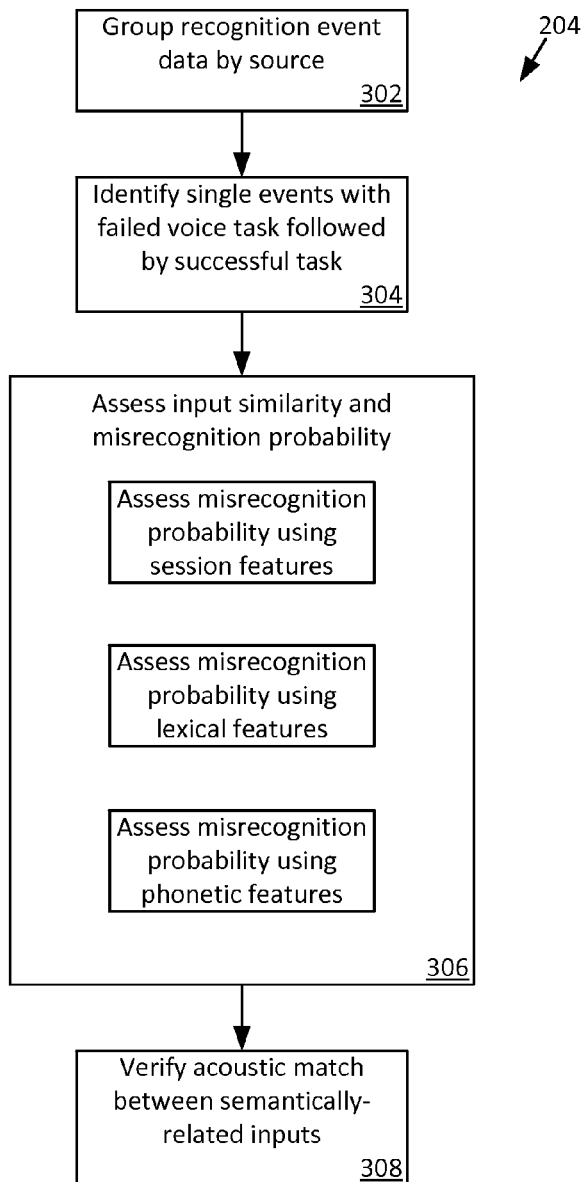 Group recognition event
data by source
302
204
Identify single events with
failed voice task followed
by successful task
304
Assess input similarity and
misrecognition probability
Assess misrecognition
probability using
session features
Assess misrecognition
probability using
lexical features
Assess misrecognition
probability using
phonetic features
306
Verify acoustic match
between semantically-
related inputs
308